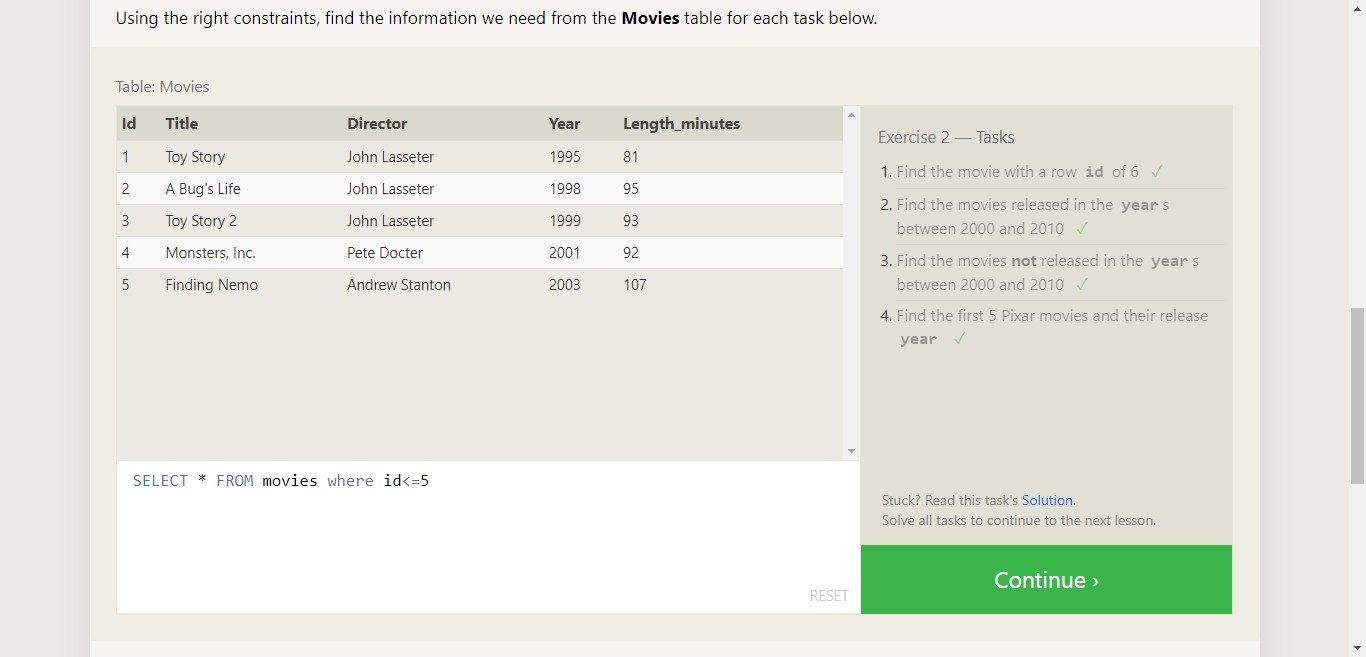 Using the right constraints, find the information we need from the Movies table for each task below.
Table: Movies
Id Title Director Year Length_minutes
1 Toy Story John Lasseter 1995 81
2 A Bug's Life John Lasseter 1998 95
3 Toy Story 2 John Lasseter 1999 93
4 Monsters, Inc. Pete Docter 2001 92
5 Finding Nemo Andrew Stanton 2003 107
SELECT * FROM movies where id<=5
RESET
Exercise 2 — Tasks
1. Find the movie with a row id of 6 ✓
2. Find the movies released in the year s
between 2000 and 2010 ✓
3. Find the movies not released in the year s
between 2000 and 2010 ✓
4. Find the first 5 Pixar movies and their release
year ✓
Stuck? Read this task's Solution.
Solve all tasks to continue to the next lesson.
Continue ›